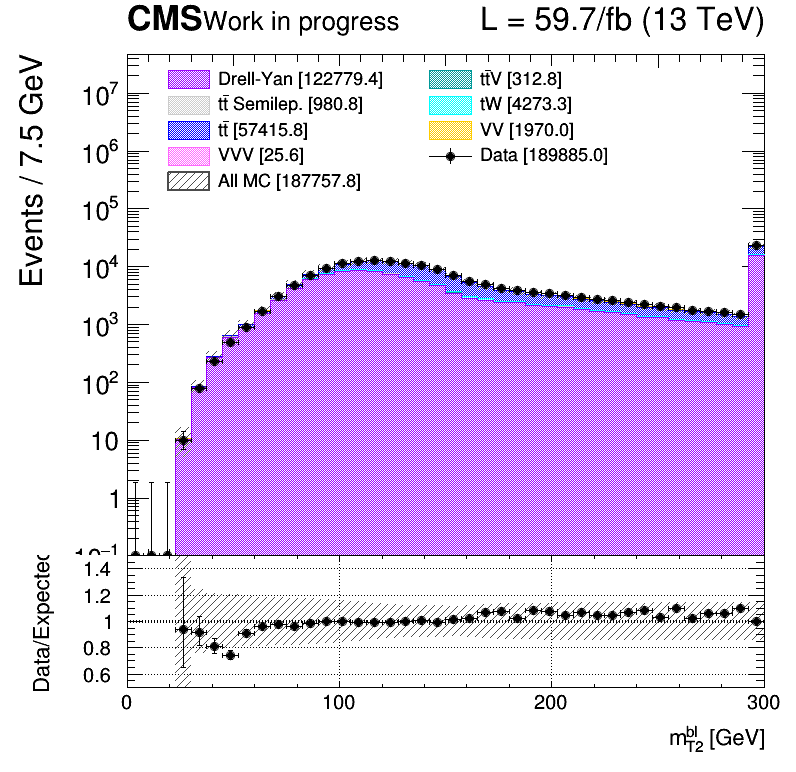 CMS Work in progress L = 59.7/fb (13 TeV)
Events / 7.5 GeV
Drell-Yan [122779.4]
tt̄ Semilep. [980.8]
tt̄ [57415.8]
VVV [25.6]
All MC [187757.8]
tt̄V [312.8]
tW [4273.3]
VV [1970.0]
Data [189885.0]
10⁷
10⁶
10⁵
10⁴
10³
10²
10
1
10⁻¹
Data/Expected
1.4
1.2
1
0.8
0.6
0 100 200 300
m_T2^bl [GeV]